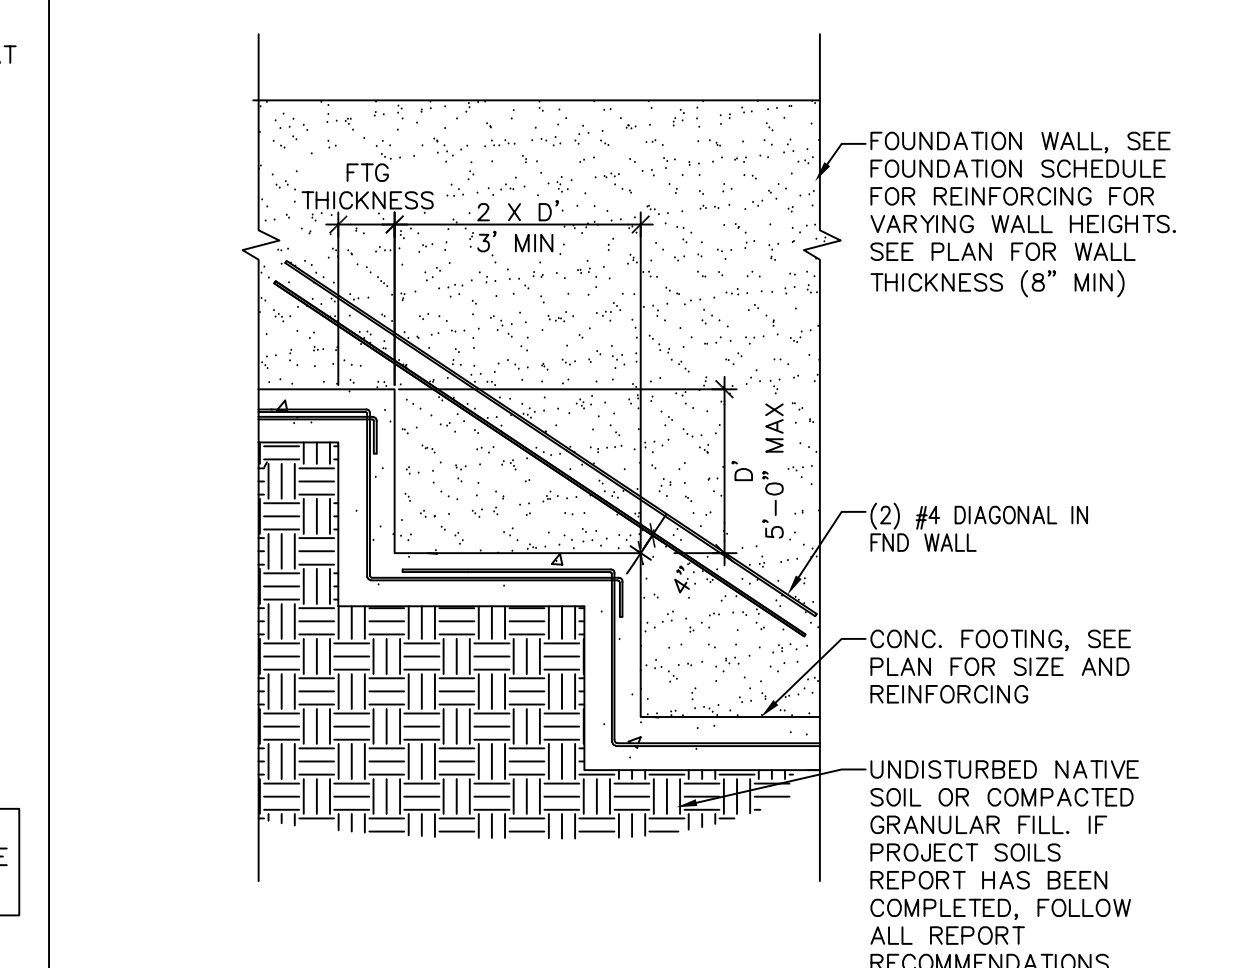 FTG
THICKNESS
2 X D'
3' MIN
FOUNDATION WALL, SEE
FOUNDATION SCHEDULE
FOR REINFORCING FOR
VARYING WALL HEIGHTS.
SEE PLAN FOR WALL
THICKNESS (8" MIN)
D'
5'-0" MAX
4"
(2) #4 DIAGONAL IN
FND WALL
CONC. FOOTING, SEE
PLAN FOR SIZE AND
REINFORCING
UNDISTURBED NATIVE
SOIL OR COMPACTED
GRANULAR FILL. IF
PROJECT SOILS
REPORT HAS BEEN
COMPLETED, FOLLOW
ALL REPORT
RECOMMENDATIONS